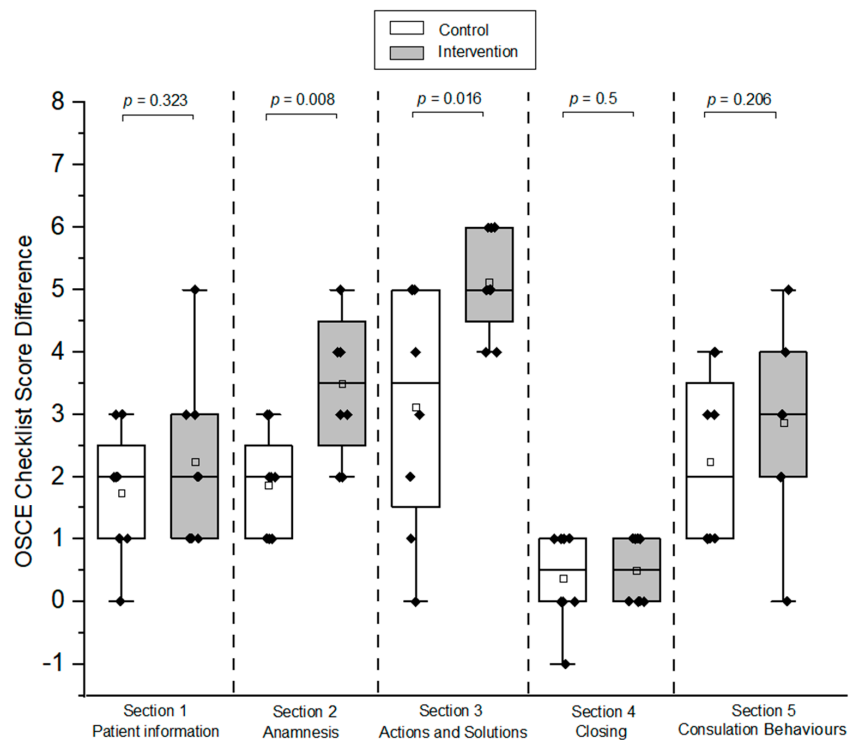 Control
Intervention
p = 0.323
p = 0.008
p = 0.016
p = 0.5
p = 0.206
OSCE Checklist Score Difference
8
7
6
5
4
3
2
1
0
-1
Section 1
Patient information
Section 2
Anamnesis
Section 3
Actions and Solutions
Section 4
Closing
Section 5
Consulation Behaviours